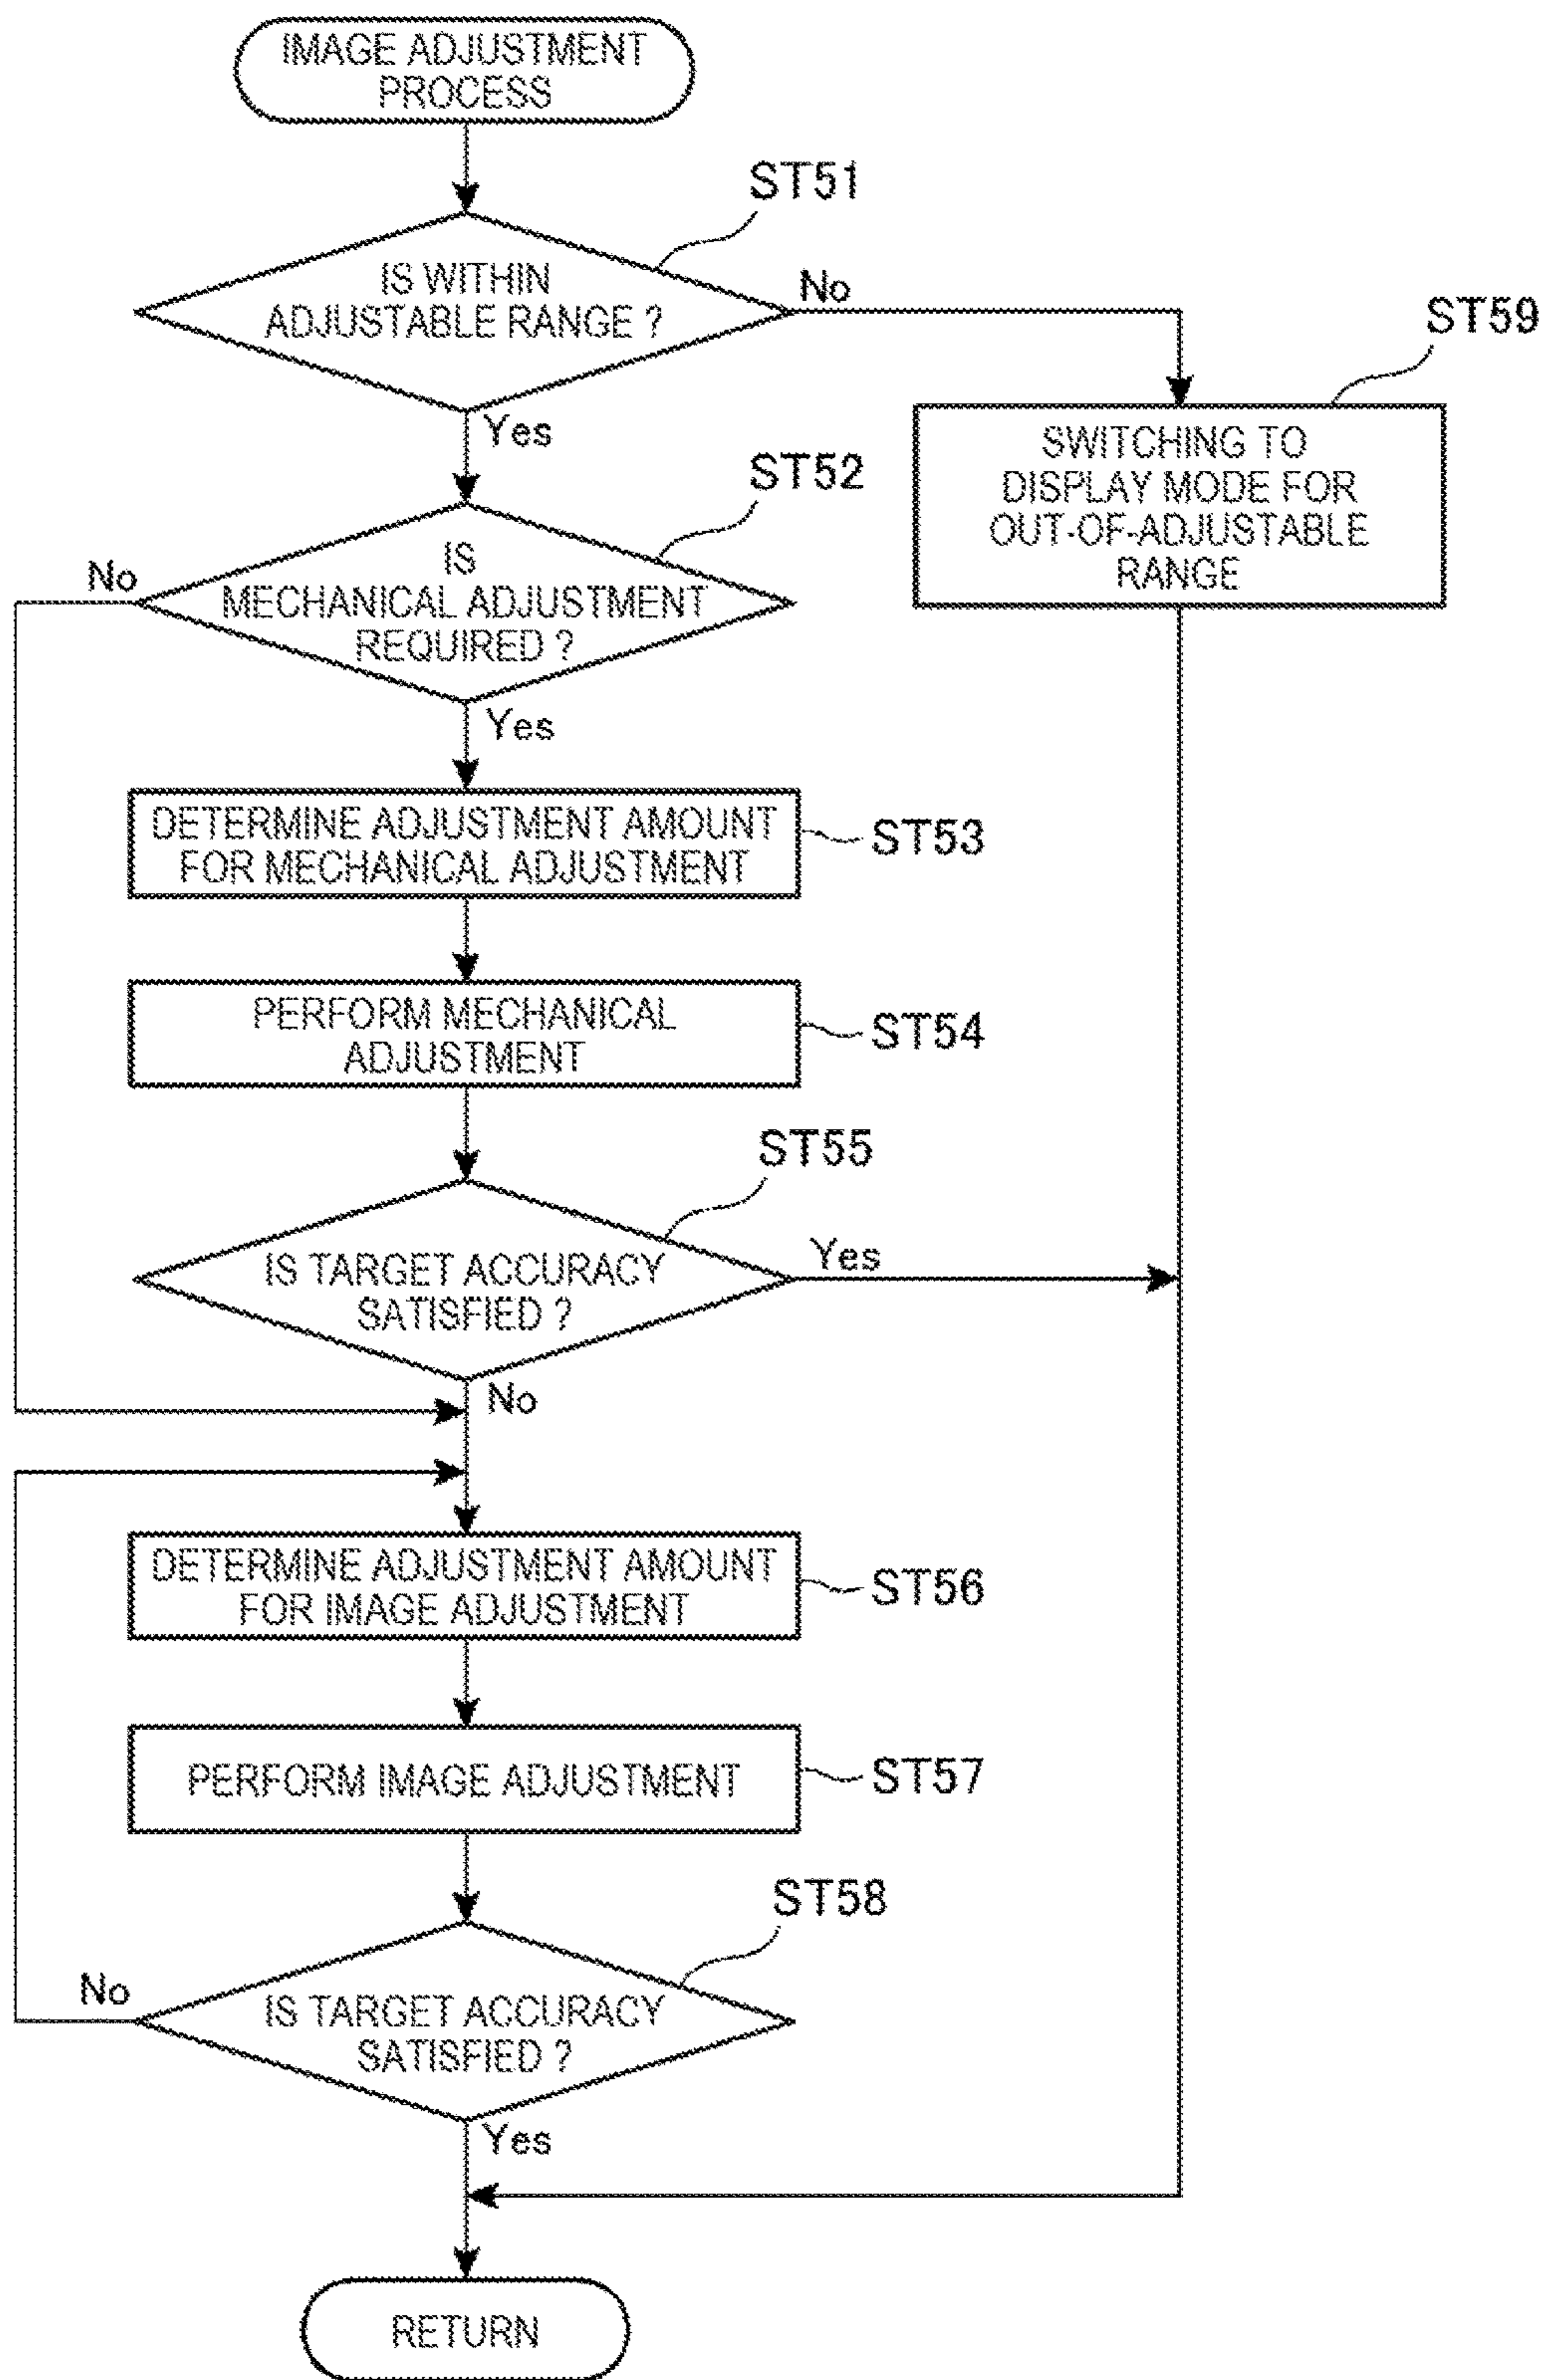 IMAGE ADJUSTMENT
PROCESS
ST51
IS WITHIN
ADJUSTABLE RANGE ?
No
Yes
ST59
SWITCHING TO
DISPLAY MODE FOR
OUT-OF-ADJUSTABLE
RANGE
ST52
IS
MECHANICAL ADJUSTMENT
REQUIRED ?
No
Yes
DETERMINE ADJUSTMENT AMOUNT
FOR MECHANICAL ADJUSTMENT
ST53
PERFORM MECHANICAL
ADJUSTMENT
ST54
ST55
IS TARGET ACCURACY
SATISFIED ?
Yes
No
DETERMINE ADJUSTMENT AMOUNT
FOR IMAGE ADJUSTMENT
ST56
PERFORM IMAGE ADJUSTMENT
ST57
ST58
IS TARGET ACCURACY
SATISFIED ?
No
Yes
RETURN